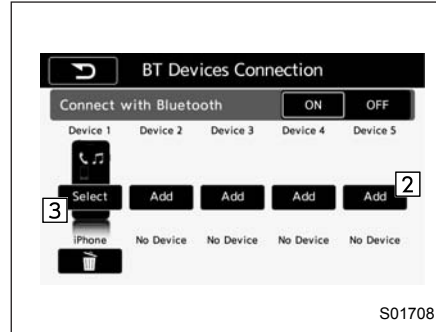 BT Devices Connection
Connect with Bluetooth ON OFF
Device 1 Device 2 Device 3 Device 4 Device 5
2
Select Add Add Add Add
3
iPhone No Device No Device No Device No Device
S01708